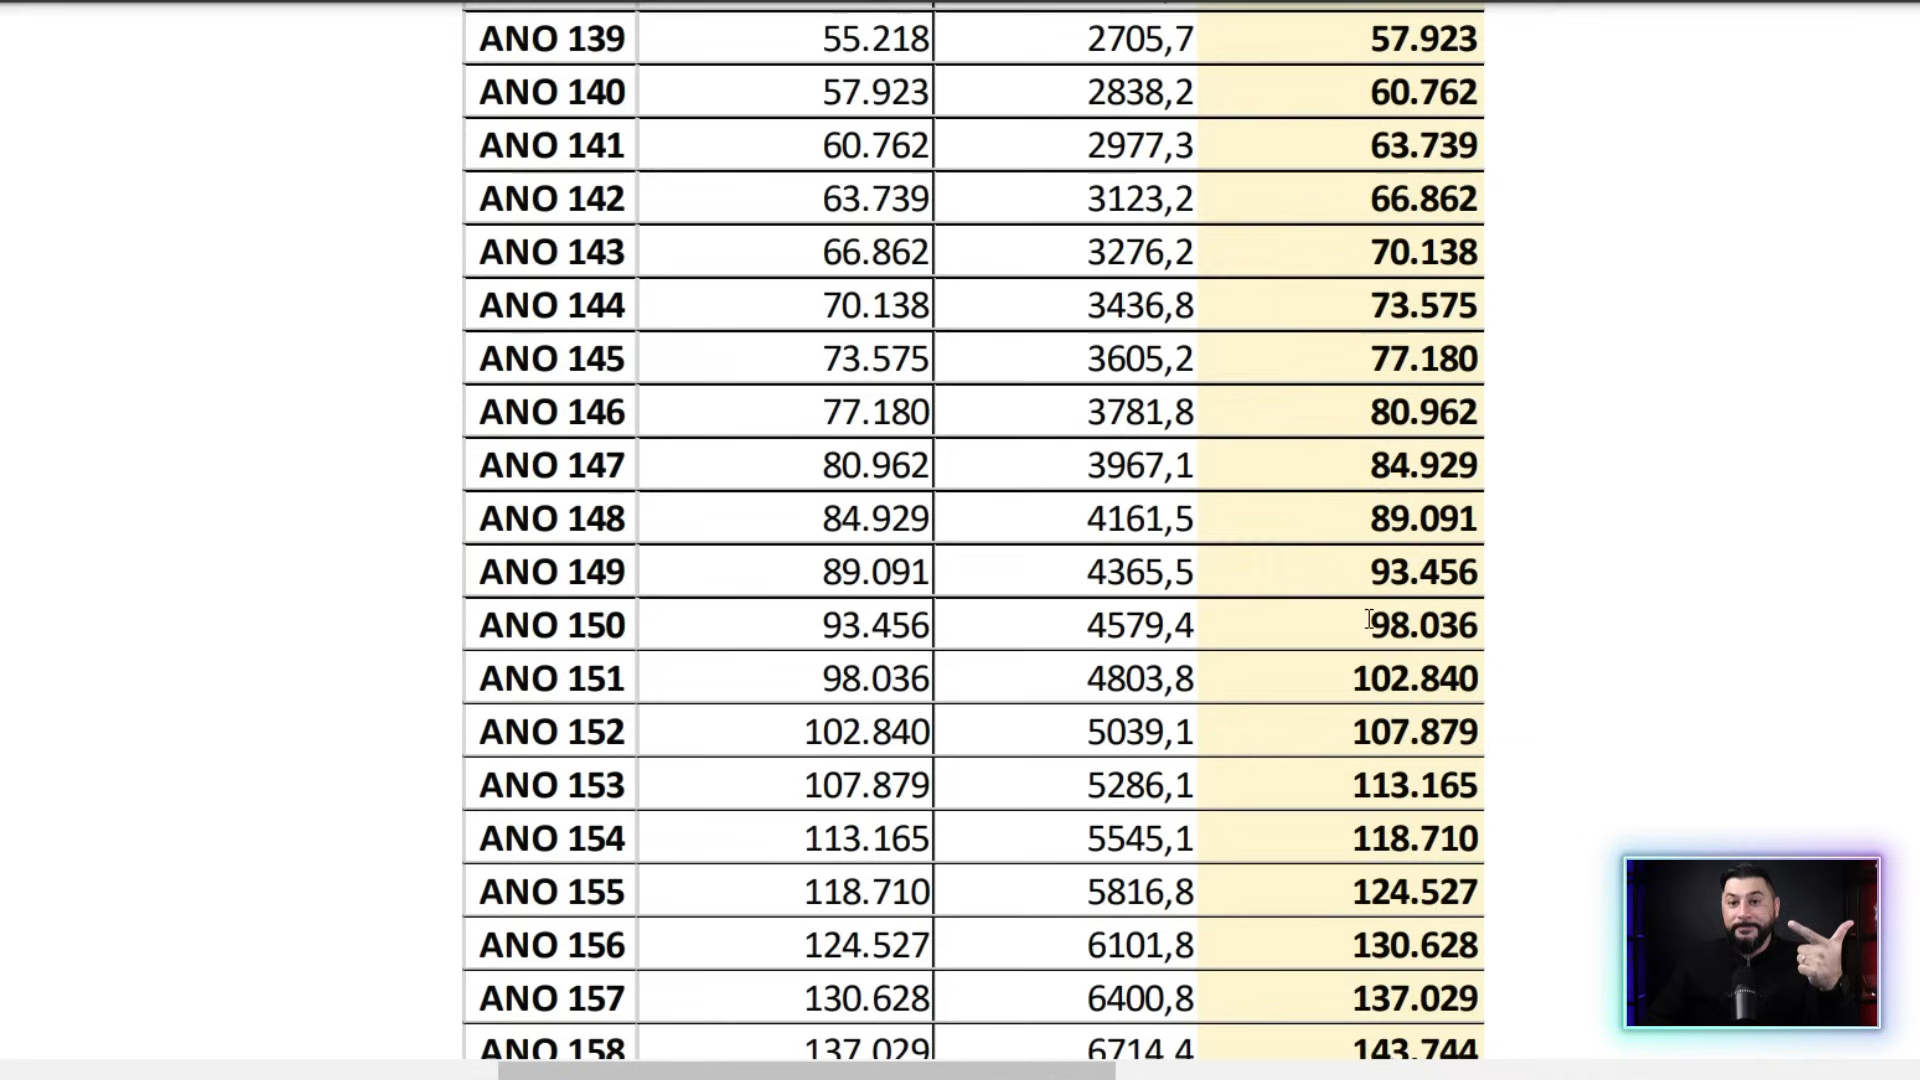 ANO 139 55.218 2705,7 57.923
ANO 140 57.923 2838,2 60.762
ANO 141 60.762 2977,3 63.739
ANO 142 63.739 3123,2 66.862
ANO 143 66.862 3276,2 70.138
ANO 144 70.138 3436,8 73.575
ANO 145 73.575 3605,2 77.180
ANO 146 77.180 3781,8 80.962
ANO 147 80.962 3967,1 84.929
ANO 148 84.929 4161,5 89.091
ANO 149 89.091 4365,5 93.456
ANO 150 93.456 4579,4 98.036
ANO 151 98.036 4803,8 102.840
ANO 152 102.840 5039,1 107.879
ANO 153 107.879 5286,1 113.165
ANO 154 113.165 5545,1 118.710
ANO 155 118.710 5816,8 124.527
ANO 156 124.527 6101,8 130.628
ANO 157 130.628 6400,8 137.029
ANO 158 137.029 6714,4 143.744